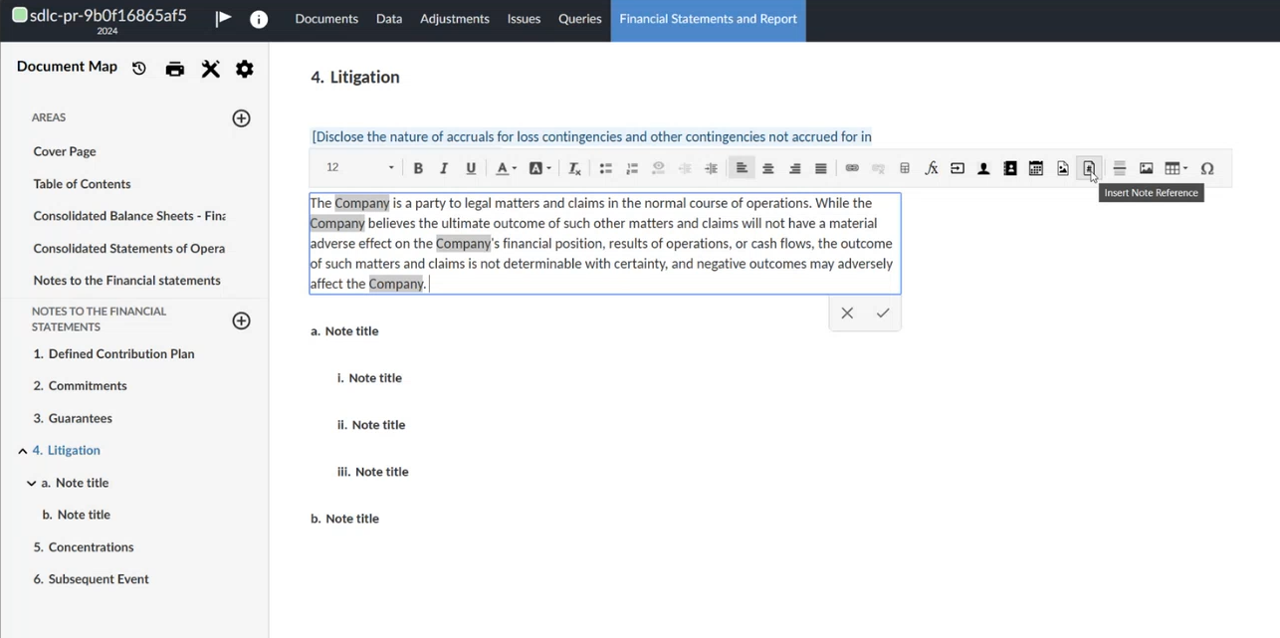 sdlc-pr-9b0f16865af5
2024
Documents
Data
Adjustments
Issues
Queries
Financial Statements and Report
Document Map
AREAS
Cover Page
Table of Contents
Consolidated Balance Sheets - Fina
Consolidated Statements of Opera
Notes to the Financial statements
NOTES TO THE FINANCIAL
STATEMENTS
1. Defined Contribution Plan
2. Commitments
3. Guarantees
4. Litigation
a. Note title
b. Note title
5. Concentrations
6. Subsequent Event
4. Litigation
[Disclose the nature of accruals for loss contingencies and other contingencies not accrued for in
12
B I U A A Tx fx Ω
Insert Note Reference
The Company is a party to legal matters and claims in the normal course of operations. While the
Company believes the ultimate outcome of such other matters and claims will not have a material
adverse effect on the Company's financial position, results of operations, or cash flows, the outcome
of such matters and claims is not determinable with certainty, and negative outcomes may adversely
affect the Company.
a. Note title
i. Note title
ii. Note title
iii. Note title
b. Note title